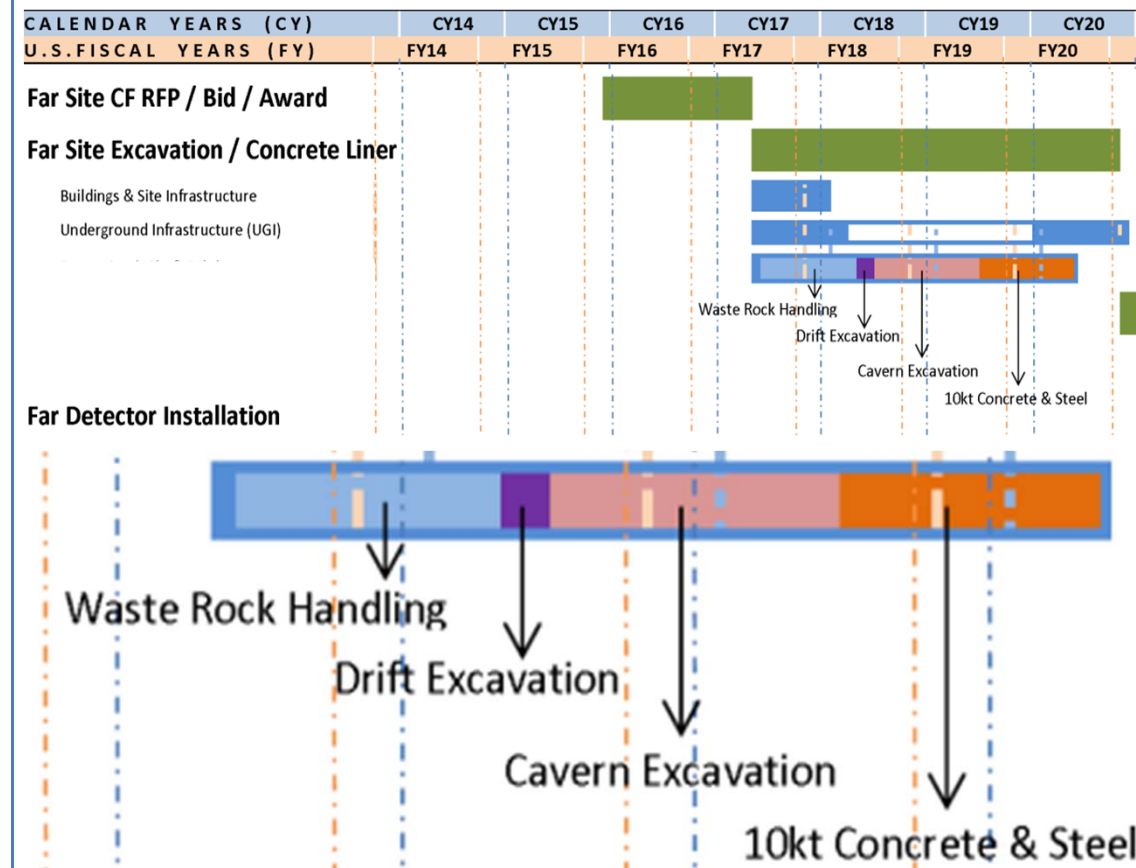 CALENDAR YEARS (CY) CY14 CY15 CY16 CY17 CY18 CY19 CY20
U.S.FISCAL YEARS (FY) FY14 FY15 FY16 FY17 FY18 FY19 FY20
Far Site CF RFP / Bid / Award
Far Site Excavation / Concrete Liner
Buildings & Site Infrastructure
Underground Infrastructure (UGI)
Waste Rock Handling
Drift Excavation
Cavern Excavation
10kt Concrete & Steel
Far Detector Installation
Waste Rock Handling
Drift Excavation
Cavern Excavation
10kt Concrete & Steel